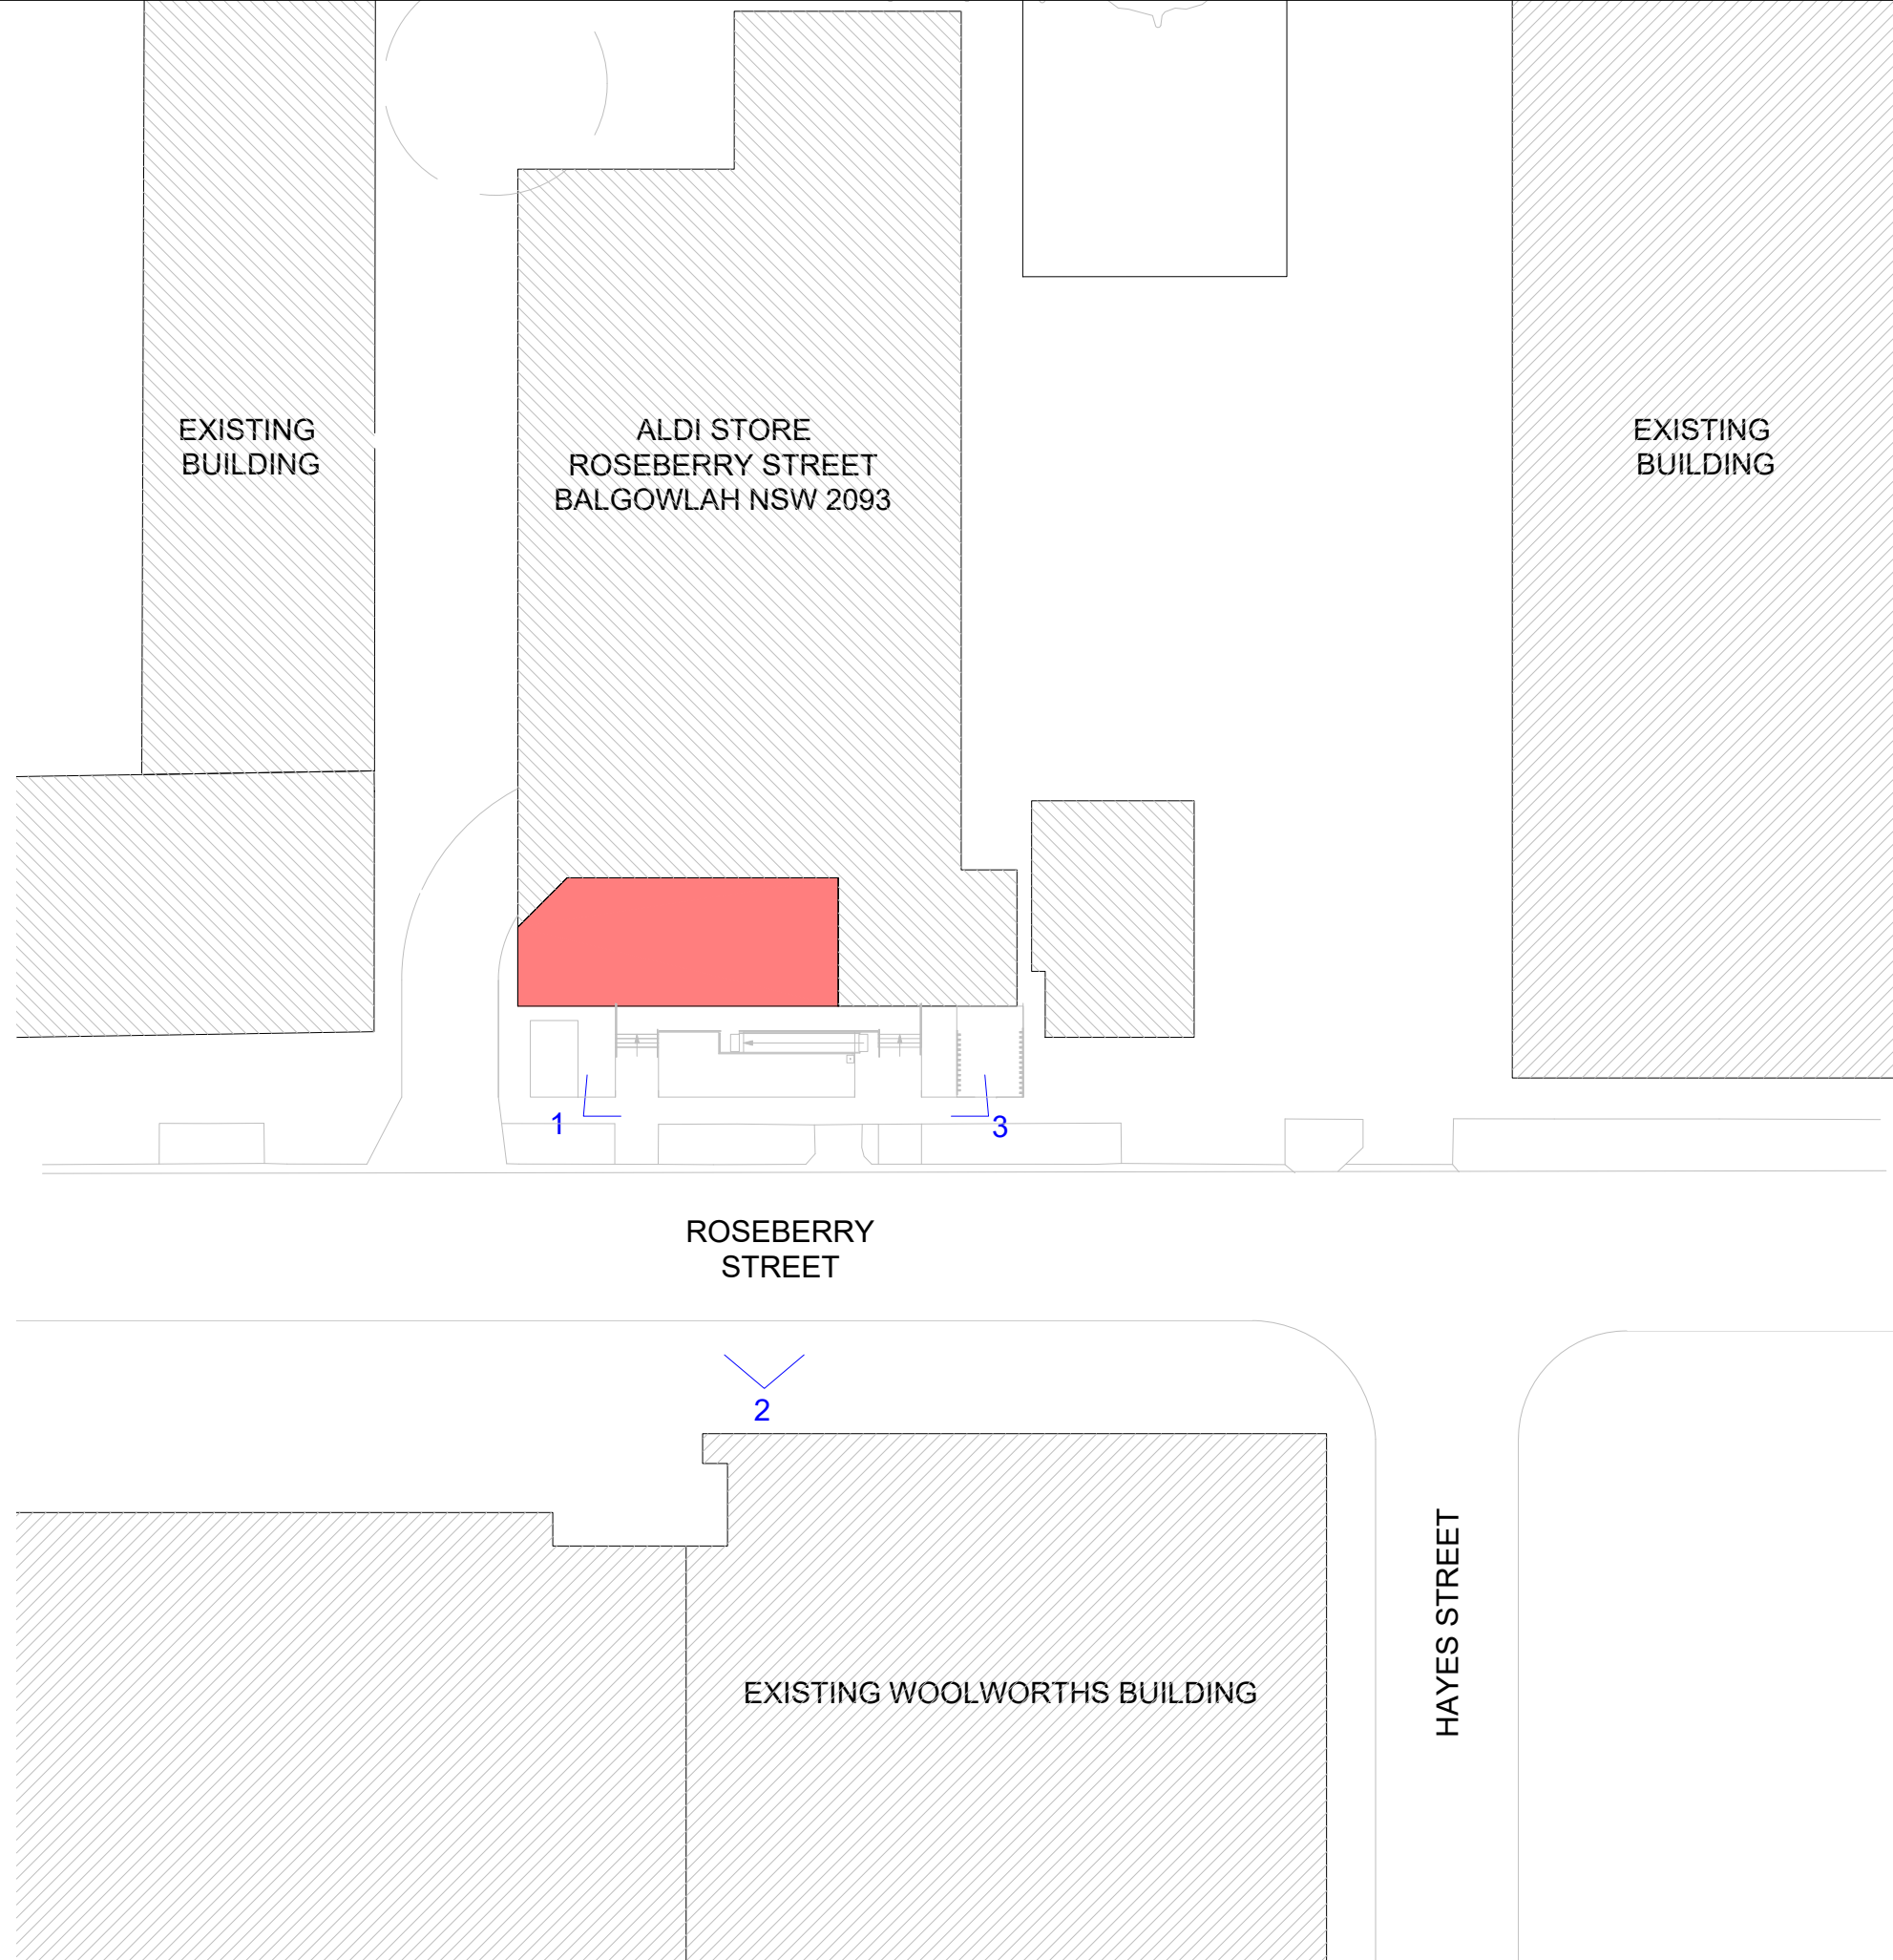 EXISTING
BUILDING
ALDI STORE
ROSEBERRY STREET
BALGOWLAH NSW 2093
EXISTING
BUILDING
1
3
ROSEBERRY
STREET
2
HAYES STREET
EXISTING WOOLWORTHS BUILDING